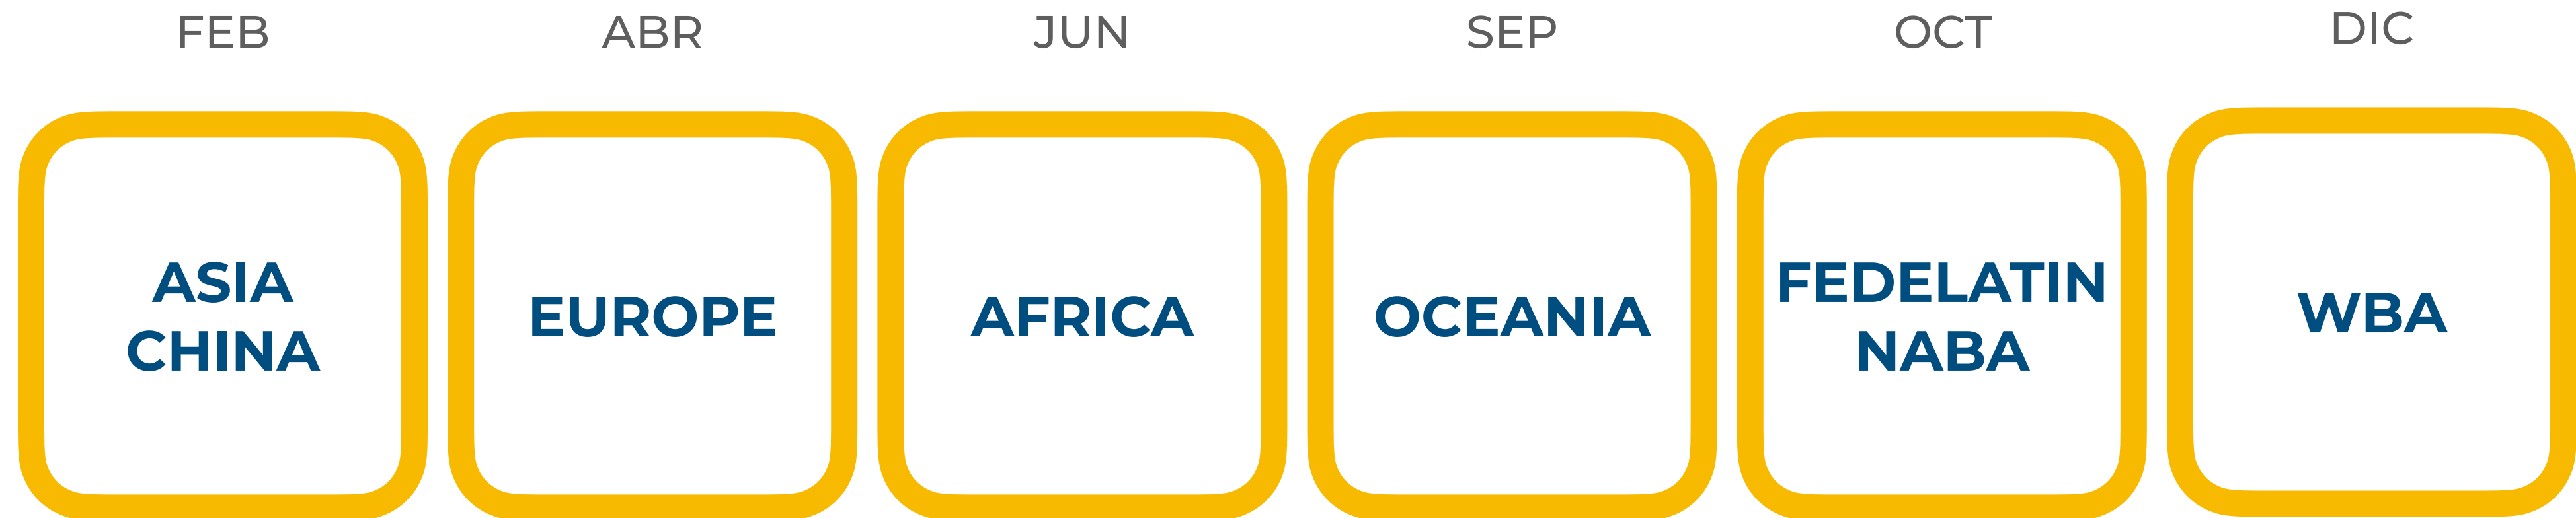 FEB
ABR
JUN
SEP
OCT
DIC
ASIA
CHINA
EUROPE
AFRICA
OCEANIA
FEDELATIN
NABA
WBA